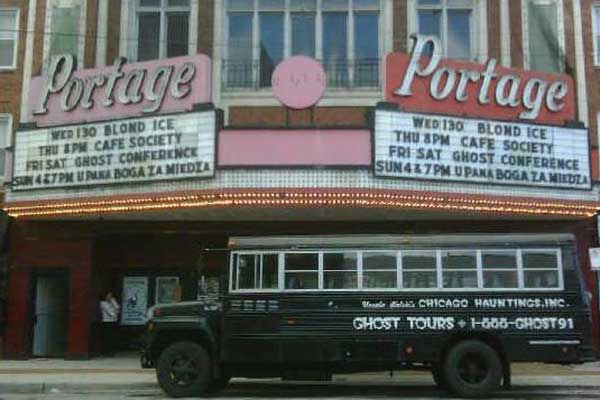 Portage
WED 130 BLOND ICE
THU 8PM CAFE SOCIETY
FRI SAT GHOST CONFERENCE
SUN 4&7PM U PANA BOGA ZA MIEDZA
Portage
WED 130 BLOND ICE
THU 8PM CAFE SOCIETY
FRI SAT GHOST CONFERENCE
SUN 4&7PM U PANA BOGA ZA MIEDZA
CHICAGO HAUNTINGS, INC.
GHOST TOURS 1-888-GHOST91